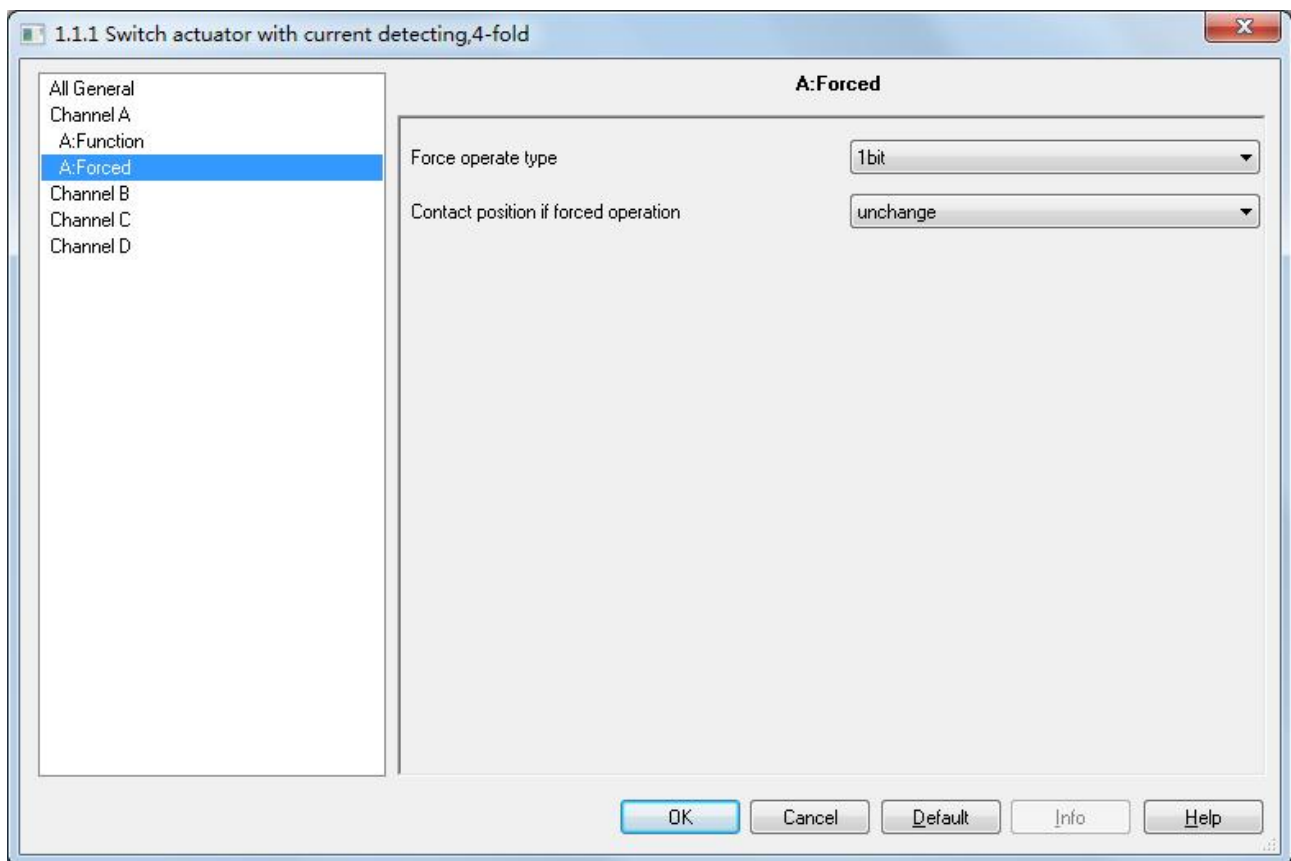 1.1.1 Switch actuator with current detecting,4-fold
X
All General
Channel A
A:Function
A:Forced
Channel B
Channel C
Channel D
A:Forced
Force operate type
1bit
Contact position if forced operation
unchange
OK Cancel Default Info Help